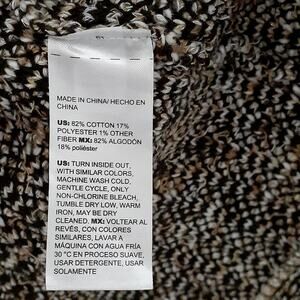 MADE IN CHINA/ HECHO EN
CHINA
US: 82% COTTON 17%
POLYESTER 1% OTHER
FIBER MX: 82% ALGODÓN
18% poliéster
US: TURN INSIDE OUT,
WITH SIMILAR COLORS,
MACHINE WASH COLD,
GENTLE CYCLE, ONLY
NON-CHLORINE BLEACH,
TUMBLE DRY LOW, WARM
IRON, MAY BE DRY
CLEANED. MX: VOLTEAR AL
REVÉS, CON COLORES
SIMILARES, LAVAR A
MÁQUINA CON AGUA FRÍA
30 °C EN PROCESO SUAVE,
USAR DETERGENTE, USAR
SOLAMENTE